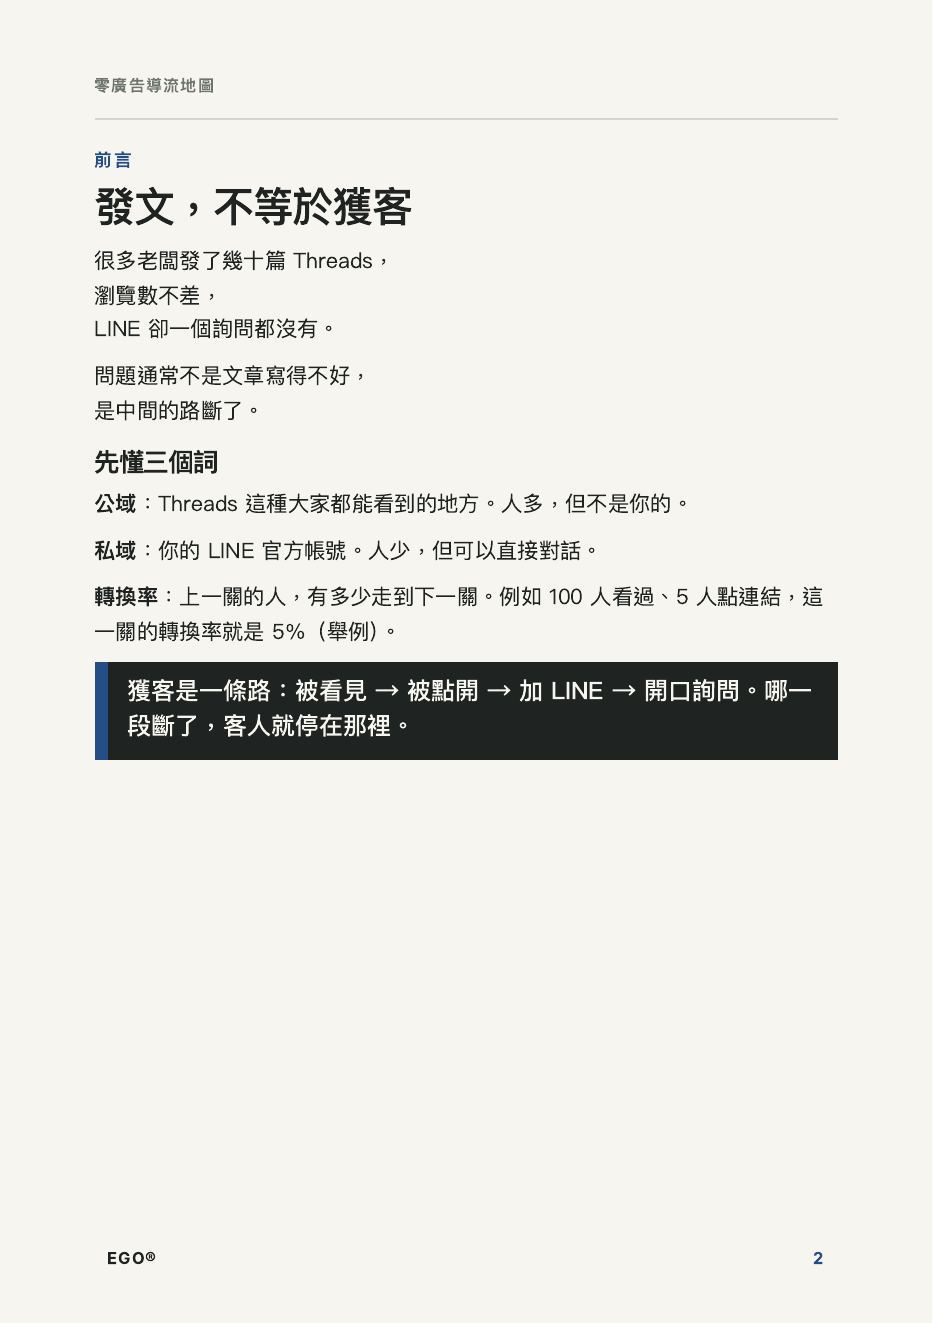 零廣告導流地圖
前言
發文，不等於獲客
很多老闆發了幾十篇 Threads，
瀏覽數不差，
LINE 卻一個詢問都沒有。
問題通常不是文章寫得不好，
是中間的路斷了。
先懂三個詞
公域：Threads 這種大家都能看到的地方。人多，但不是你的。
私域：你的 LINE 官方帳號。人少，但可以直接對話。
轉換率：上一關的人，有多少走到下一關。例如 100 人看過、5 人點連結，這
一關的轉換率就是 5%（舉例）。
獲客是一條路：被看見 → 被點開 → 加 LINE → 開口詢問。哪一
段斷了，客人就停在那裡。
EGO®
2